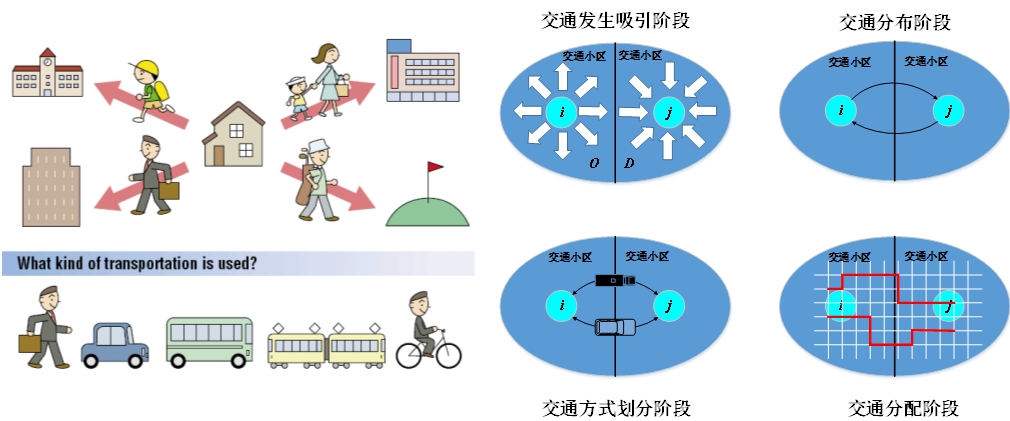 What kind of transportation is used?
交通发生吸引阶段
交通小区
交通小区
i
j
O
D
交通分布阶段
交通小区
交通小区
i
j
交通小区
交通小区
i
j
交通方式划分阶段
交通小区
交通小区
i
j
交通分配阶段